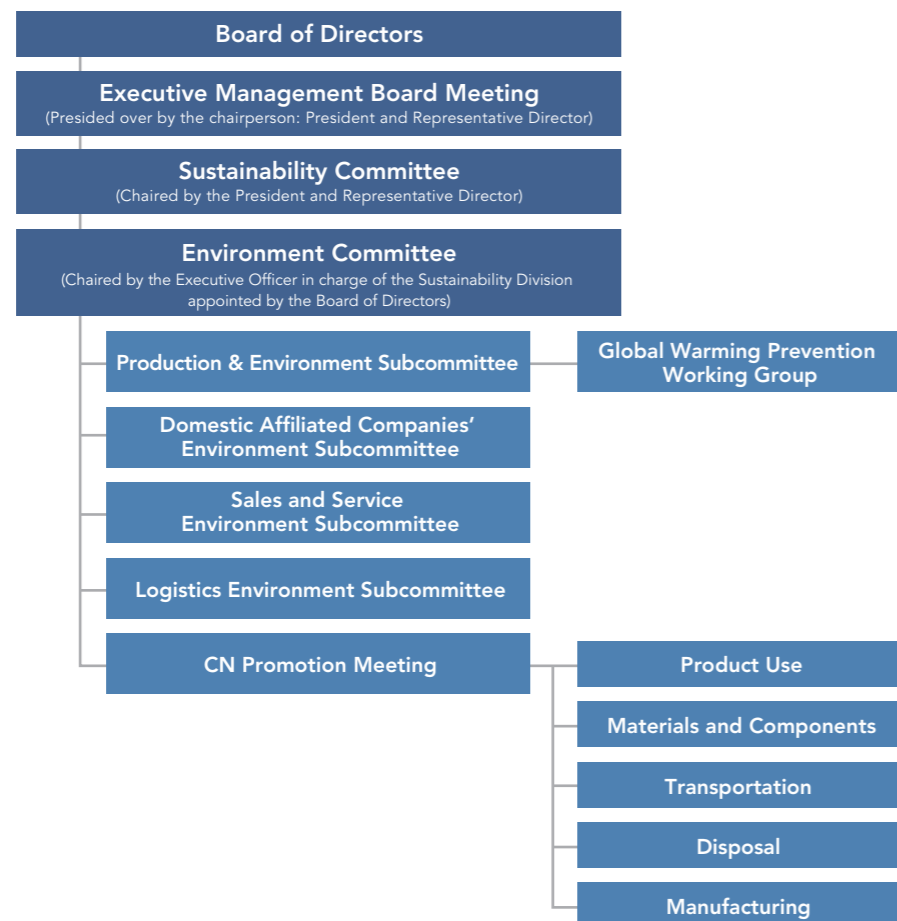 Board of Directors
Executive Management Board Meeting
(Presided over by the chairperson: President and Representative Director)
Sustainability Committee
(Chaired by the President and Representative Director)
Environment Committee
(Chaired by the Executive Officer in charge of the Sustainability Division
appointed by the Board of Directors)
Production & Environment Subcommittee
Global Warming Prevention
Working Group
Domestic Affiliated Companies’
Environment Subcommittee
Sales and Service
Environment Subcommittee
Logistics Environment Subcommittee
CN Promotion Meeting
Product Use
Materials and Components
Transportation
Disposal
Manufacturing